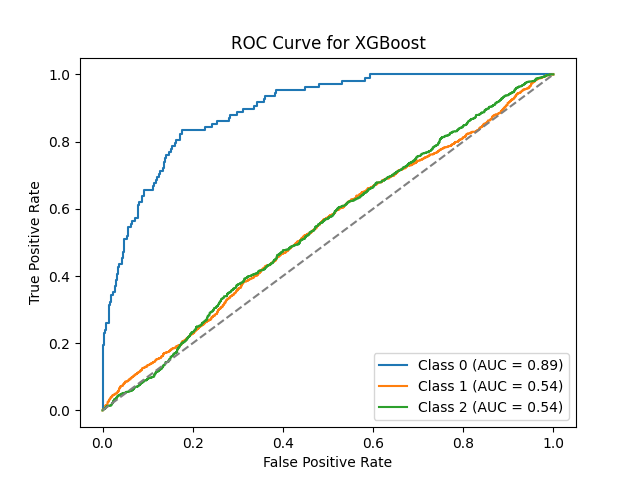 ROC Curve for XGBoost
True Positive Rate
1.0
0.8
0.6
0.4
0.2
0.0
Class 0 (AUC = 0.89)
Class 1 (AUC = 0.54)
Class 2 (AUC = 0.54)
0.0 0.2 0.4 0.6 0.8 1.0
False Positive Rate